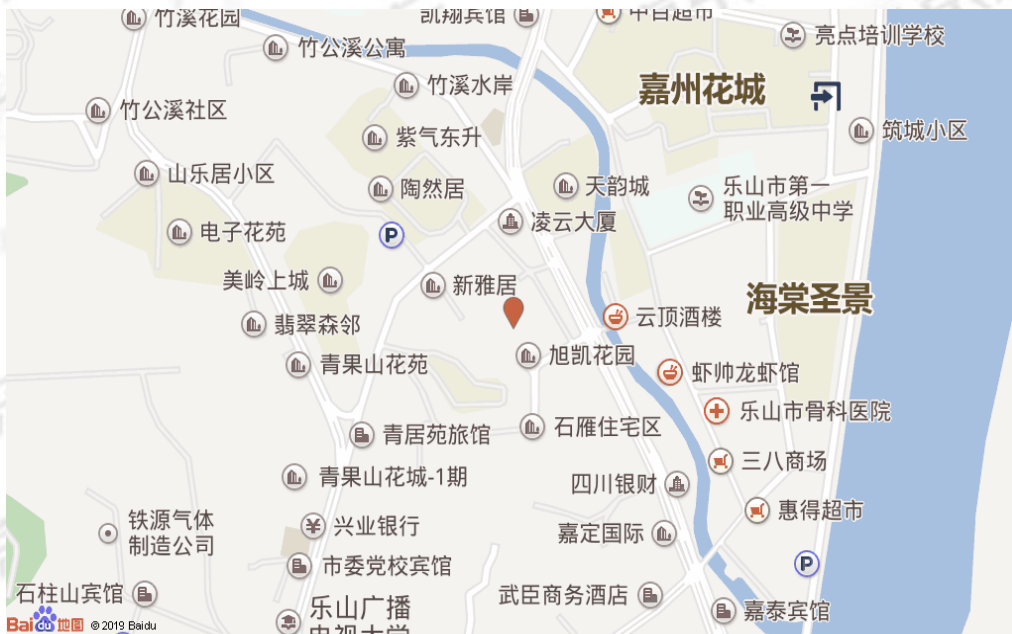 竹溪花园
凯翔宾馆
中百超市
亮点培训学校
竹公溪公寓
竹溪水岸
嘉州花城
竹公溪社区
紫气东升
筑城小区
山乐居小区
陶然居
天韵城
乐山市第一
职业高级中学
电子花苑
P
凌云大厦
美岭上城
新雅居
海棠圣景
翡翠森邻
云顶酒楼
青果山花苑
旭凯花园
虾帅龙虾馆
乐山市骨科医院
青居苑旅馆
石雁住宅区
三八商场
青果山花城-1期
四川银财
惠得超市
铁源气体
制造公司
兴业银行
嘉定国际
市委党校宾馆
P
石柱山宾馆
武臣商务酒店
乐山广播
电视大学
嘉泰宾馆
Bai du 地图 © 2019 Baidu